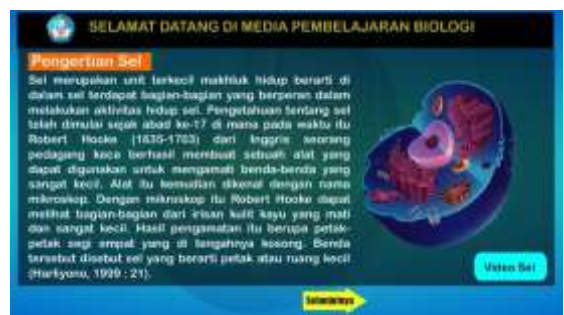 SELAMAT DATANG DI MEDIA PEMBELAJARAN BIOLOGI
Pengertian Sel
Sel merupakan unit terkecil makhluk hidup berarti di
dalam sel terdapat bagian-bagian yang berperan dalam
melakukan aktivitas hidup sel. Pengetahuan tentang sel
telah dimulai sejak abad ke-17 di mana pada waktu itu
Robert Hooke (1635-1703) dari Inggris seorang
pedagang kaca berhasil membuat sebuah alat yang
dapat digunakan untuk mengamati benda-benda yang
sangat kecil. Alat itu kemudian dikenal dengan nama
mikroskop. Dengan mikroskop itu Robert Hooke dapat
melihat bagian-bagian dari irisan kulit kayu yang mati
dan sangat kecil. Hasil pengamatan itu berupa petak-
petak segi empat yang di tengahnya kosong. Benda
tersebut disebut sel yang berarti petak atau ruang kecil
(Harliyono, 1999 : 21).
Video Sel
Selanjutnya